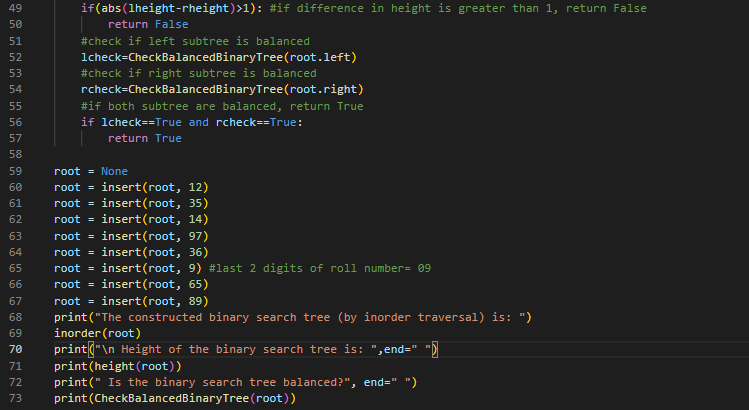 49 if(abs(lheight-rheight)>1): #if difference in height is greater than 1, return False
50 return False
51 #check if left subtree is balanced
52 lcheck=CheckBalancedBinaryTree(root.left)
53 #check if right subtree is balanced
54 rcheck=CheckBalancedBinaryTree(root.right)
55 #if both subtree are balanced, return True
56 if lcheck==True and rcheck==True:
57 return True
58
59 root = None
60 root = insert(root, 12)
61 root = insert(root, 35)
62 root = insert(root, 14)
63 root = insert(root, 97)
64 root = insert(root, 36)
65 root = insert(root, 9) #last 2 digits of roll number= 09
66 root = insert(root, 65)
67 root = insert(root, 89)
68 print("The constructed binary search tree (by inorder traversal) is: ")
69 inorder(root)
70 print("\n Height of the binary search tree is: ",end=" ")
71 print(height(root))
72 print(" Is the binary search tree balanced?", end=" ")
73 print(CheckBalancedBinaryTree(root))